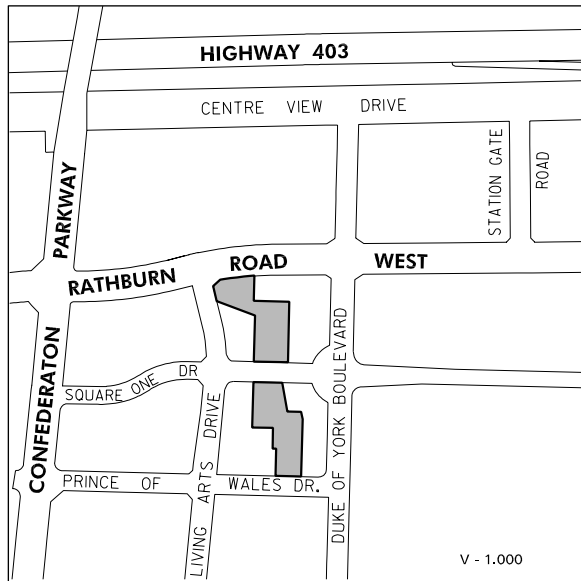 HIGHWAY 403
CENTRE VIEW DRIVE
STATION GATE ROAD
CONFEDERATON PARKWAY
RATHBURN ROAD WEST
SQUARE ONE DR
LIVING ARTS DRIVE
DUKE OF YORK BOULEVARD
PRINCE OF WALES DR.
V - 1.000